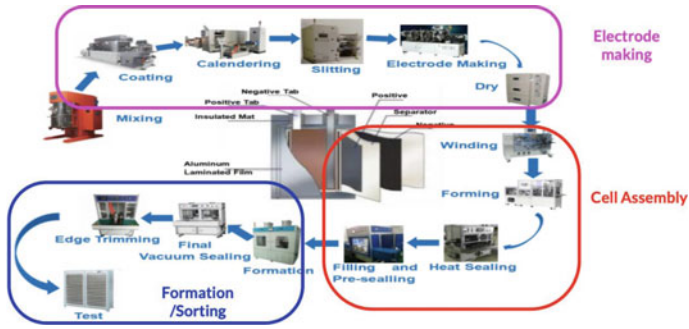 Coating
Calendering
Slitting
Electrode Making
Electrode
making
Dry
Mixing
Negative Tab
Positive Tab
Insulated Mat
Positive
Separator
Negative
Aluminum
Laminated Film
Winding
Forming
Cell Assembly
Heat Sealing
Filling and
Pre-sealling
Formation
Final
Vacuum Sealing
Edge Trimming
Test
Formation
/Sorting